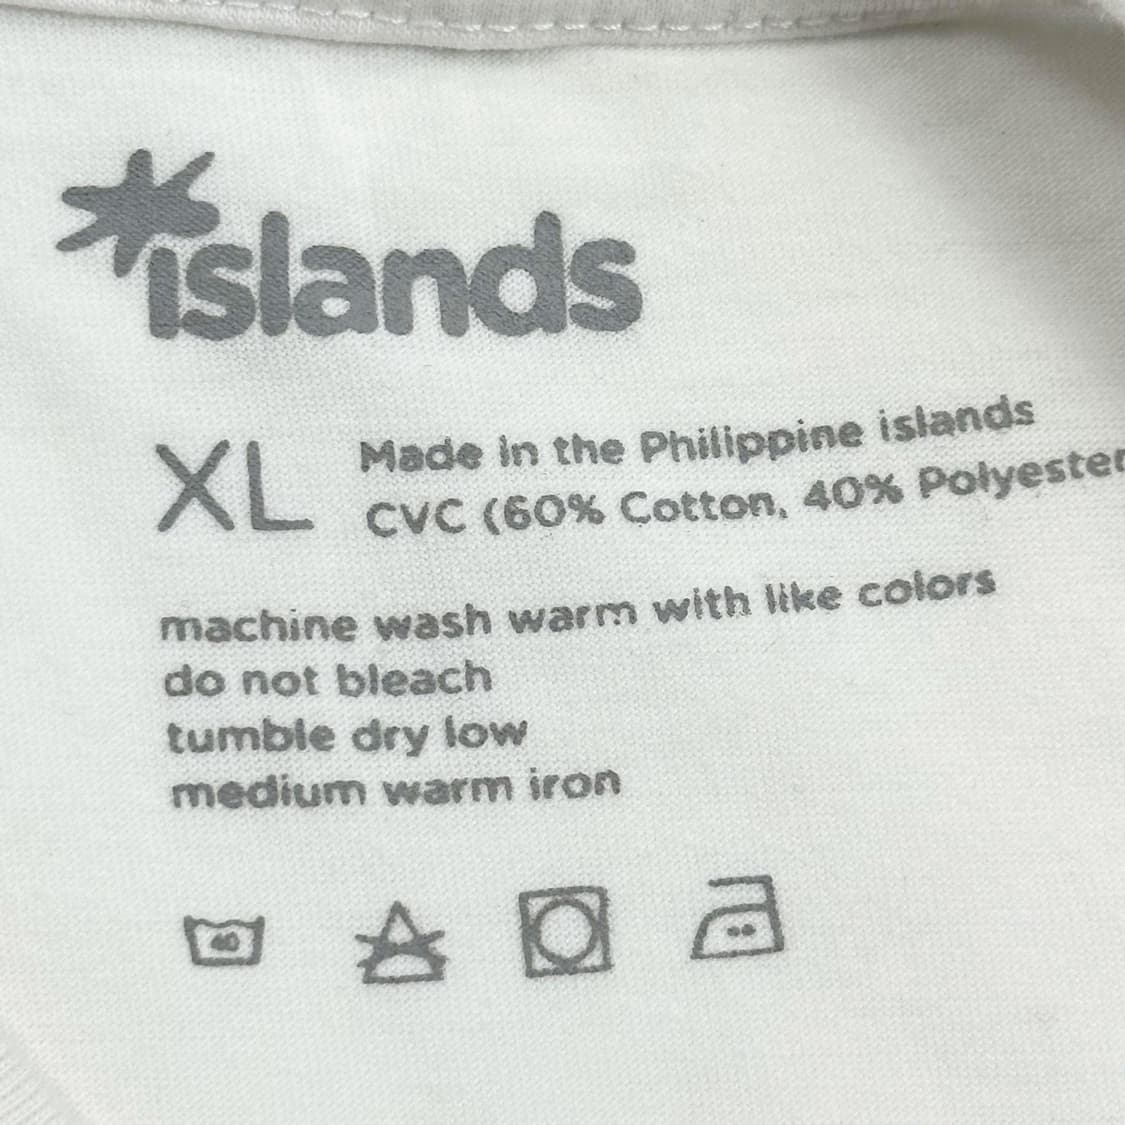 islands
XL
Made in the Philippine islands
CVC (60% Cotton, 40% Polyester
machine wash warm with like colors
do not bleach
tumble dry low
medium warm iron
40